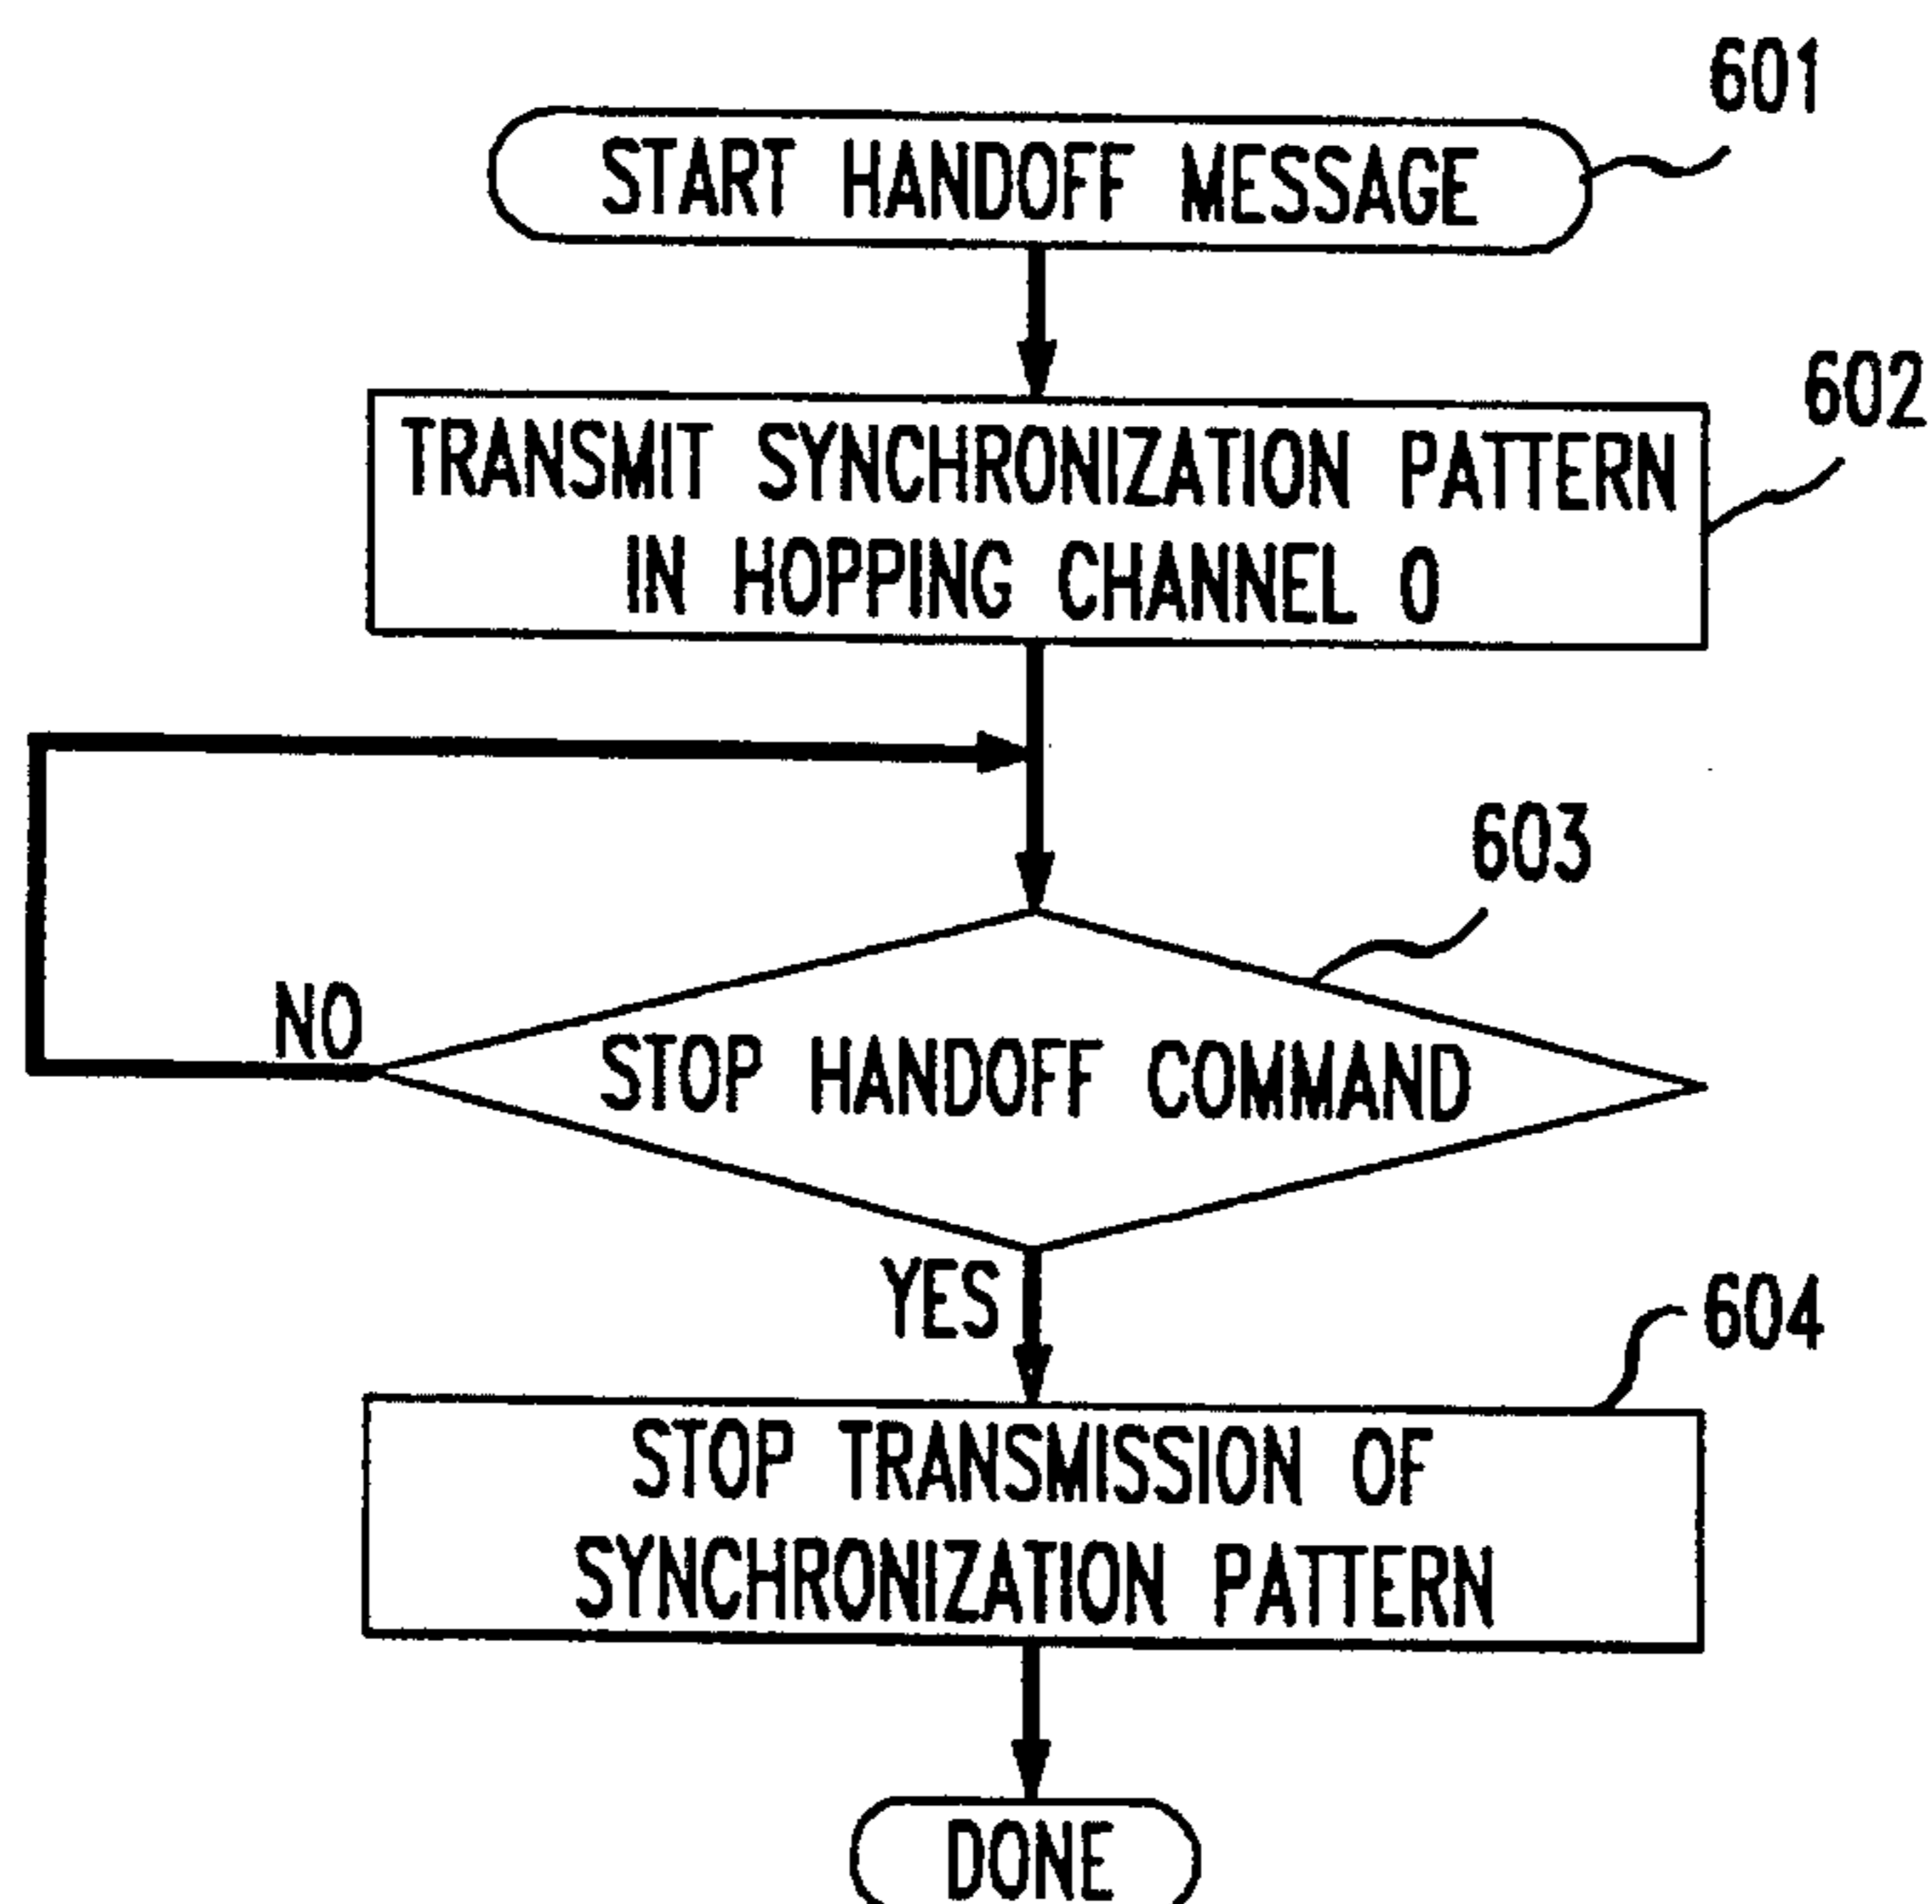 601
START HANDOFF MESSAGE
602
TRANSMIT SYNCHRONIZATION PATTERN
IN HOPPING CHANNEL 0
603
NO
STOP HANDOFF COMMAND
YES
604
STOP TRANSMISSION OF
SYNCHRONIZATION PATTERN
DONE